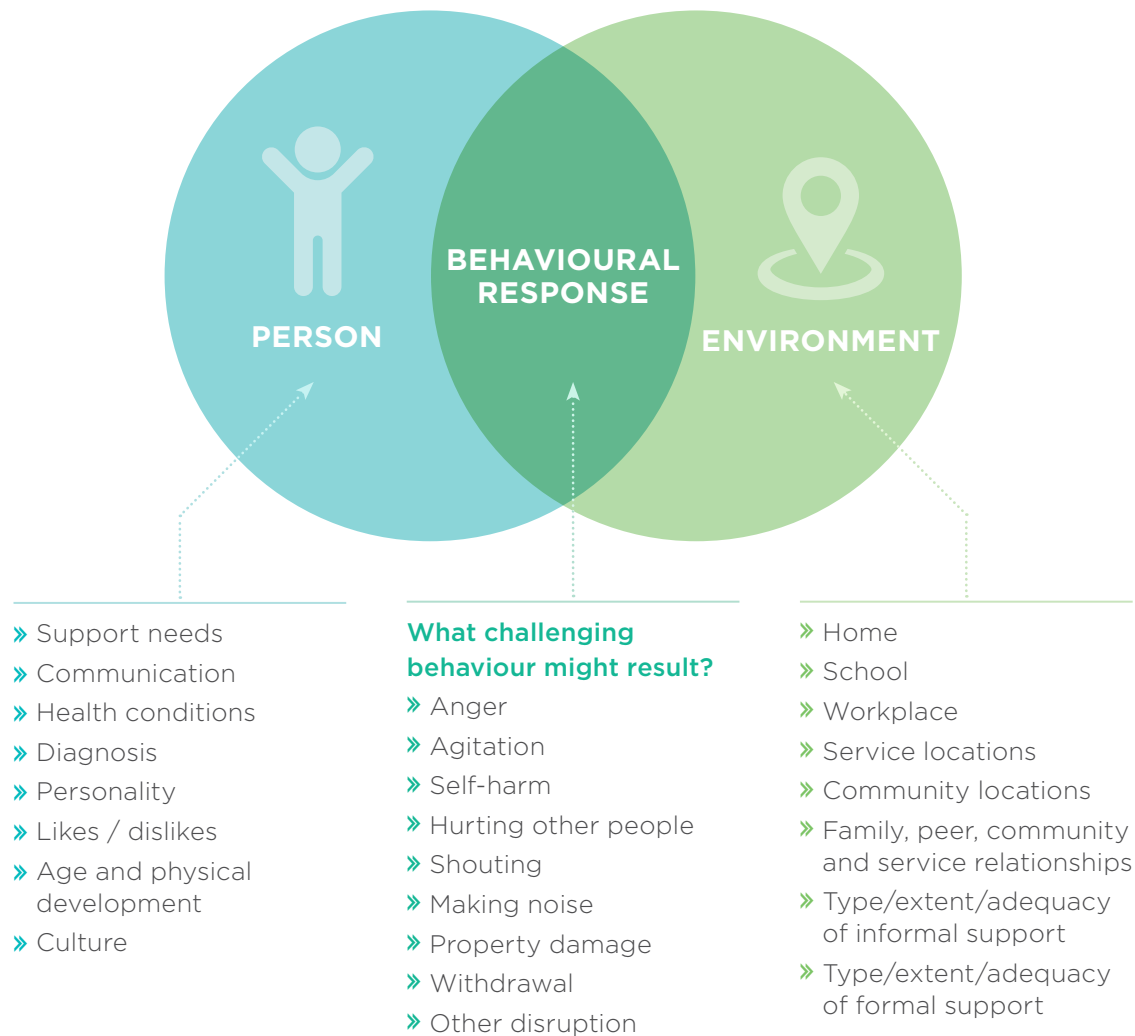 BEHAVIOURAL
RESPONSE
PERSON
ENVIRONMENT
Support needs
Communication
Health conditions
Diagnosis
Personality
Likes / dislikes
Age and physical
development
Culture
What challenging
behaviour might result?
Anger
Agitation
Self-harm
Hurting other people
Shouting
Making noise
Property damage
Withdrawal
Other disruption
Home
School
Workplace
Service locations
Community locations
Family, peer, community
and service relationships
Type/extent/adequacy
of informal support
Type/extent/adequacy
of formal support